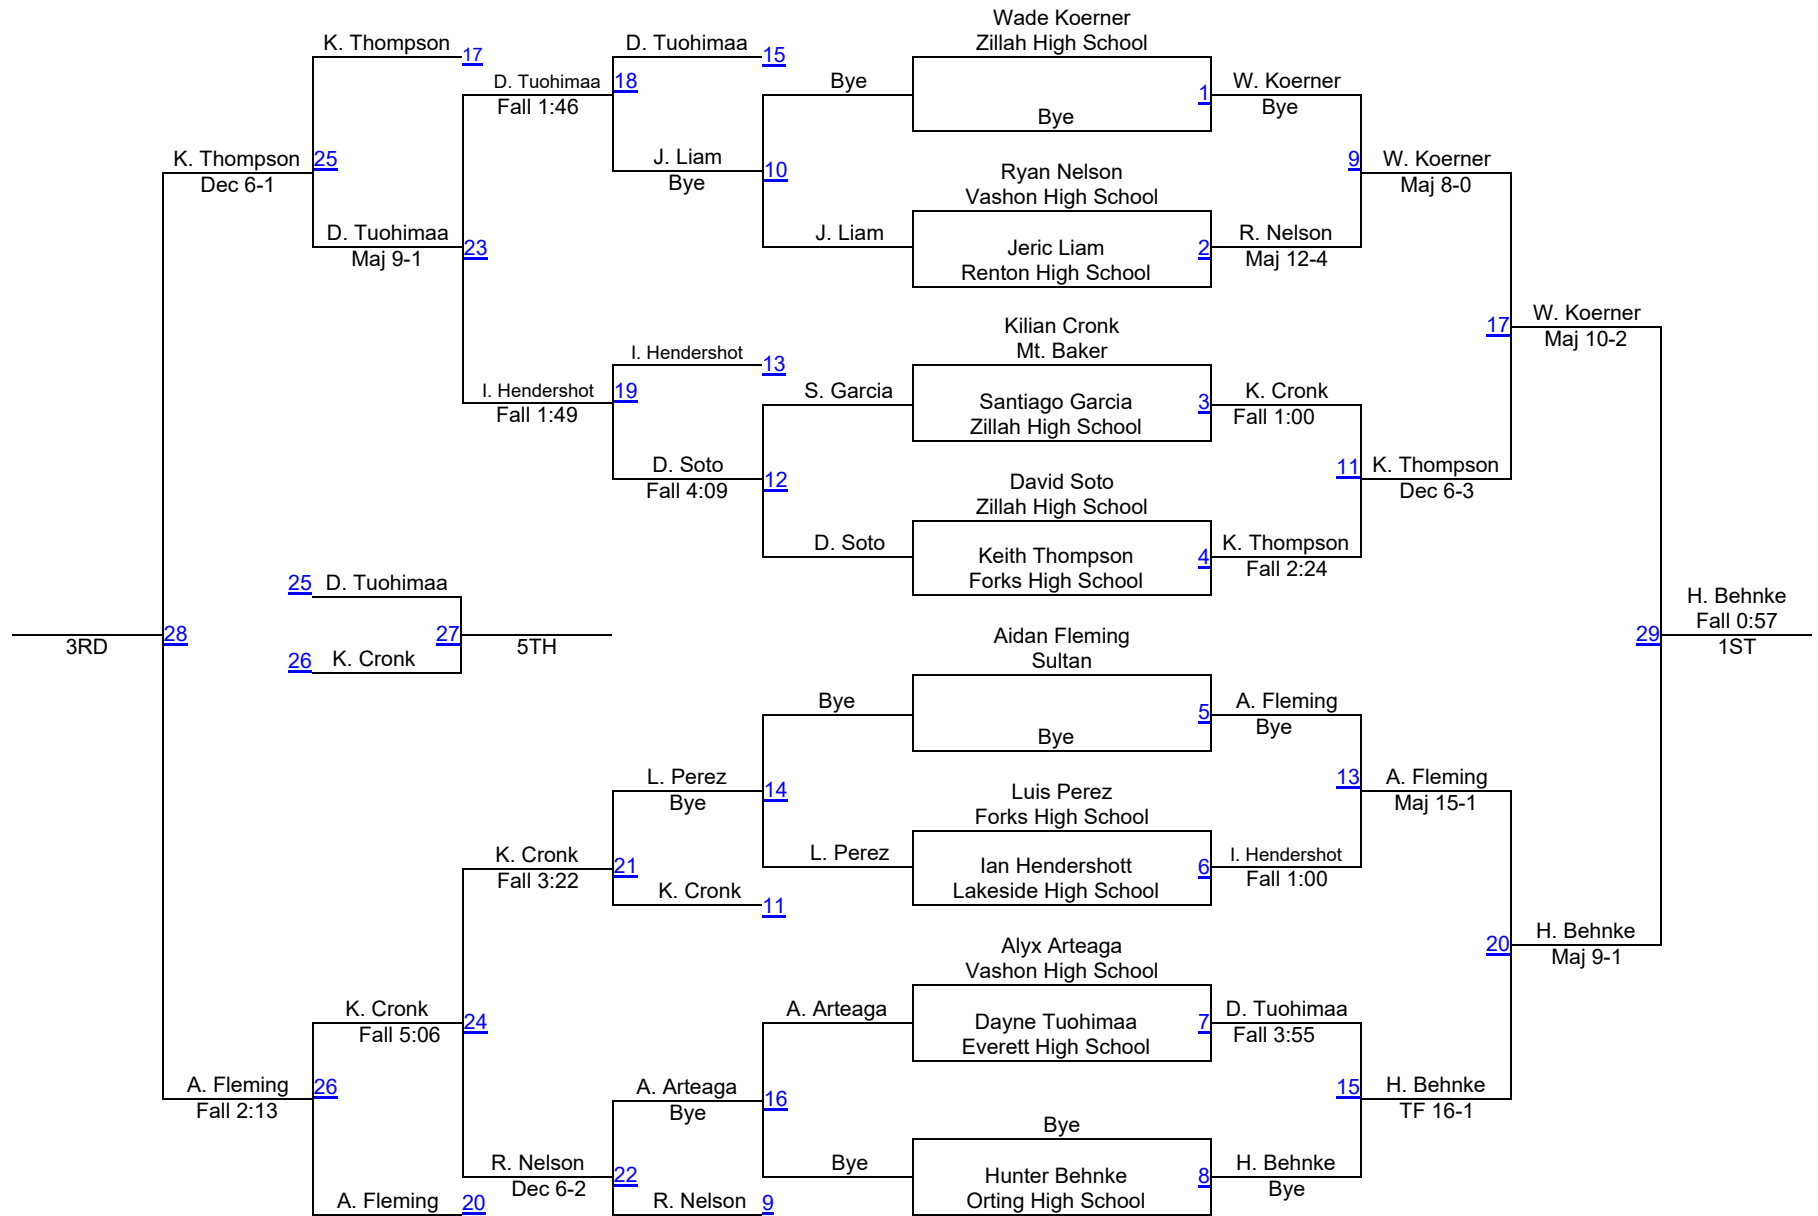 Wade Koerner
K. Thompson 17 D. Tuohimaa 15 Zillah High School
D. Tuohimaa 18 Bye 1 W. Koerner
Fall 1:46 Bye Bye
K. Thompson 25 J. Liam 10 9 W. Koerner
Dec 6-1 Bye Ryan Nelson Maj 8-0
Vashon High School
D. Tuohimaa 23 J. Liam Jeric Liam 2 R. Nelson
Maj 9-1 Renton High School Maj 12-4
Kilian Cronk 17 W. Koerner
I. Hendershot 13 Mt. Baker Maj 10-2
I. Hendershot 19 S. Garcia Santiago Garcia 3 K. Cronk
Fall 1:49 Zillah High School Fall 1:00
D. Soto 12 David Soto 11 K. Thompson
Fall 4:09 Zillah High School Dec 6-3
D. Soto Keith Thompson 4 K. Thompson
25 D. Tuohimaa Forks High School Fall 2:24
H. Behnke
Fall 0:57
3RD 28 27 5TH Aidan Fleming 29 1ST
26 K. Cronk Sultan
Bye 5 A. Fleming
Bye Bye
L. Perez 14 Luis Perez 13 A. Fleming
Bye Forks High School Maj 15-1
K. Cronk 21 L. Perez Ian Hendershott 6 I. Hendershot
Fall 3:22 K. Cronk 11 Lakeside High School Fall 1:00
Alyx Arteaga 20 H. Behnke
Vashon High School Maj 9-1
K. Cronk 24 A. Arteaga Dayne Tuohimaa 7 D. Tuohimaa
Fall 5:06 Everett High School Fall 3:55
A. Fleming 26 A. Arteaga 16 15 H. Behnke
Fall 2:13 Bye Bye TF 16-1
R. Nelson 22 Bye Hunter Behnke 8 H. Behnke
Dec 6-2 Bye
A. Fleming 20 R. Nelson 9 Orting High School